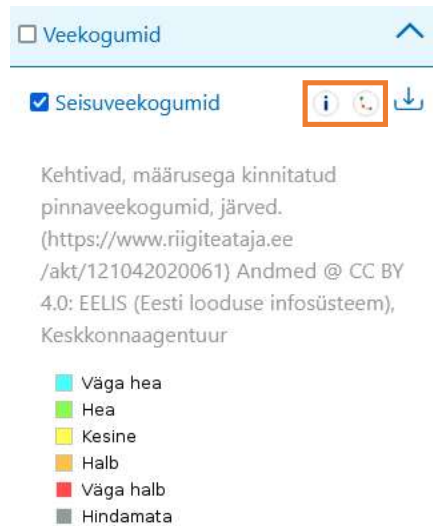 Veekogumid
Seisuveekogumid
Kehtivad, määrusega kinnitatud
pinnaveekogumid, järved.
(https://www.riigiteataja.ee
/akt/121042020061) Andmed @ CC BY
4.0: EELIS (Eesti looduse infosüsteem),
Keskkonnaagentuur
Väga hea
Hea
Kesine
Halb
Väga halb
Hindamata